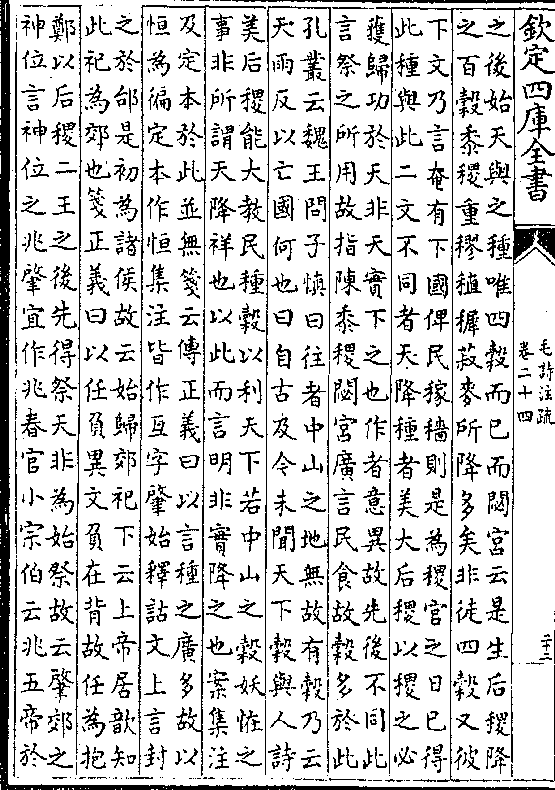 欽定四庫全書
毛詩注疏
卷二十四
之後始天與之種唯四穀而已而閟宮云是生后稷降
之百穀黍稷重穋稙穉菽麥所降多矣非徒四穀又彼
下文乃言奄有下國俾民稼穡則是為稷官之日已得
此種與此二文不同者天降種者美大后稷以稷之必
獲歸功於天非天實下之也作者意異故先後不同此
言祭之所用故指陳黍稷閟宮廣言民食故穀多於此
孔叢云魏王問子慎曰往者中山之地無故有穀乃云
天雨反以亡國何也曰自古及今未聞天下穀與人詩
美后稷能大教民種穀以利天下若中山之穀妖怪之
事非所謂天降祥也以此而言明非實降之也案集注
及定本於此並無箋云傳正義曰以言種之廣多故以
恒為徧定本作恒集注皆作亙字肇始釋詁文上言封
之於邰是初為諸侯故云始歸郊祀下云上帝居歆知
此祀為郊也箋正義曰以任負異文負在背故任為抱
鄭以后稷二王之後先得祭天非為始祭故云肇郊之
神位言神位之兆肇宜作兆春官小宗伯云兆五帝於